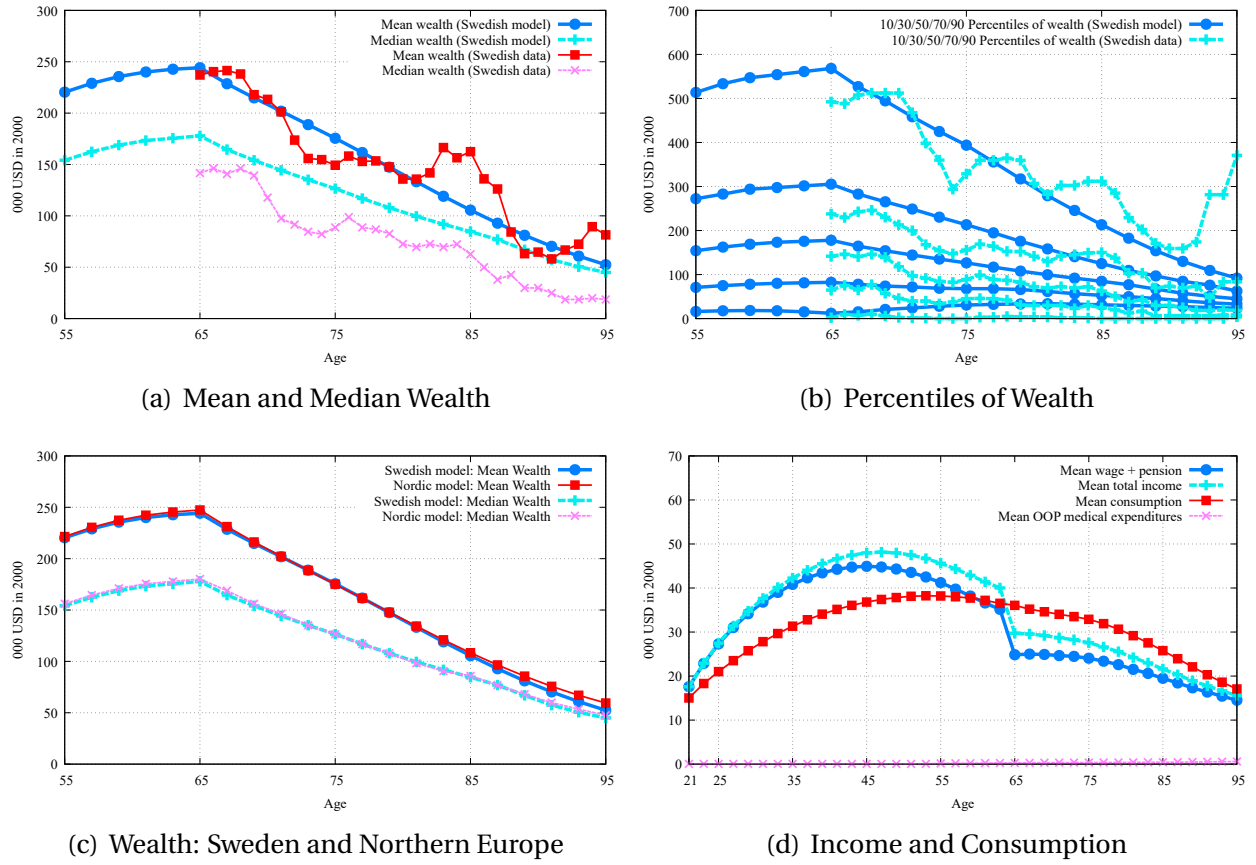 300
250
200
150
100
50
0
000 USD in 2000
55 65 75 85 95
Age
Mean wealth (Swedish model)
Median wealth (Swedish model)
Mean wealth (Swedish data)
Median wealth (Swedish data)
(a) Mean and Median Wealth
700
600
500
400
300
200
100
0
000 USD in 2000
55 65 75 85 95
Age
10/30/50/70/90 Percentiles of wealth (Swedish model)
10/30/50/70/90 Percentiles of wealth (Swedish data)
(b) Percentiles of Wealth
300
250
200
150
100
50
0
000 USD in 2000
55 65 75 85 95
Age
Swedish model: Mean Wealth
Nordic model: Mean Wealth
Swedish model: Median Wealth
Nordic model: Median Wealth
(c) Wealth: Sweden and Northern Europe
70
60
50
40
30
20
10
0
000 USD in 2000
21 25 35 45 55 65 75 85 95
Age
Mean wage + pension
Mean total income
Mean consumption
Mean OOP medical expenditures
(d) Income and Consumption